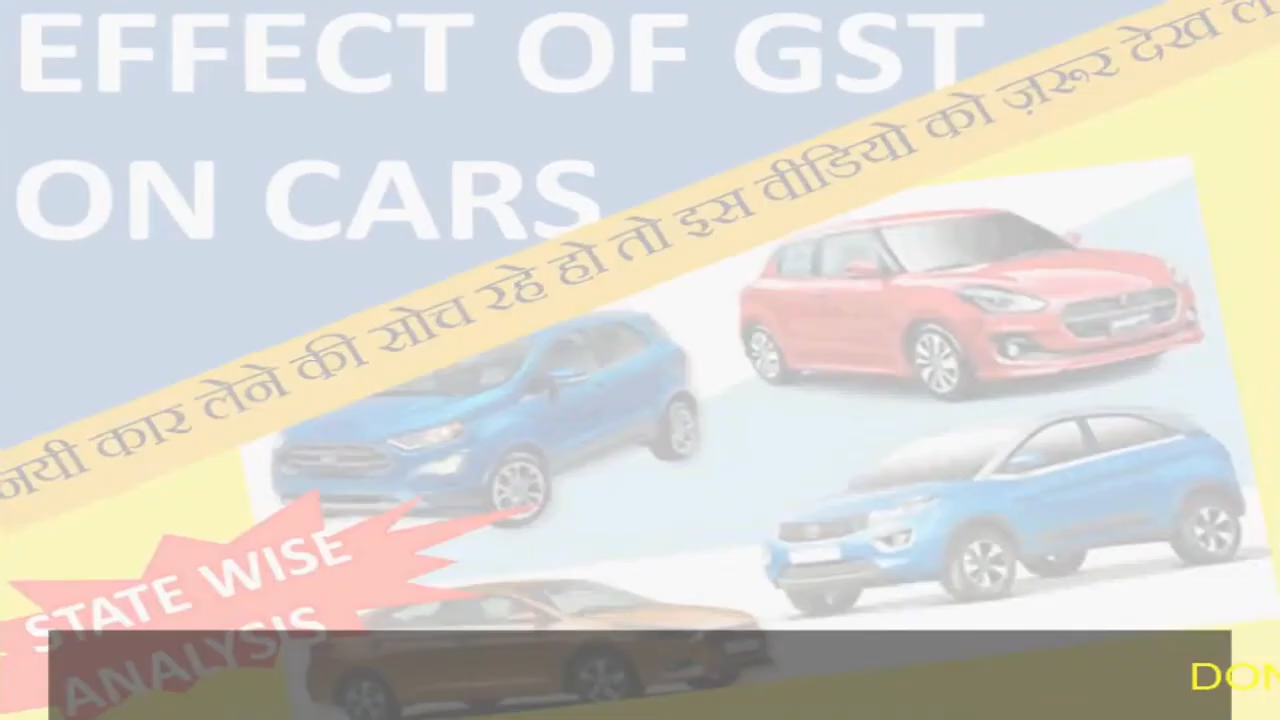 EFFECT OF GST
ON CARS
नयी कार लेने की सोच रहे हो तो इस वीडियो को ज़रूर देख ले
STATE WISE
ANALYSIS
DON